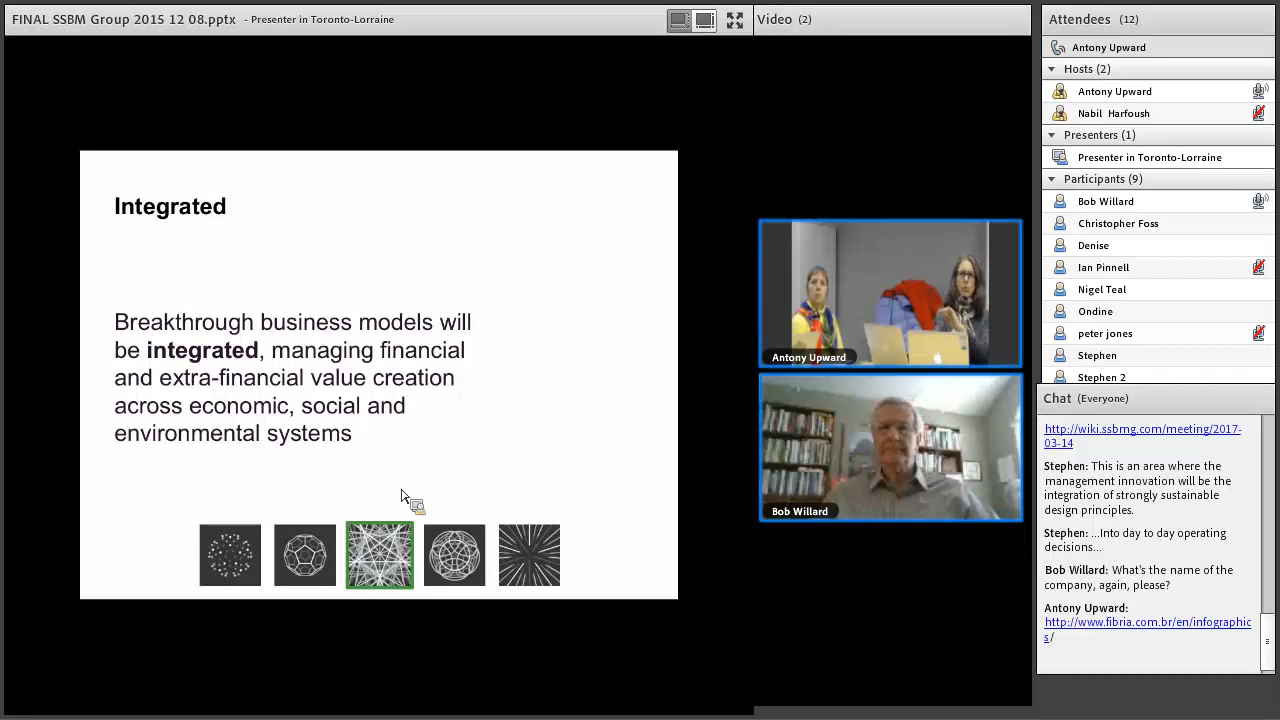 FINAL SSBM Group 2015 12 08.pptx - Presenter in Toronto-Lorraine
Integrated
Breakthrough business models will
be integrated, managing financial
and extra-financial value creation
across economic, social and
environmental systems
Video (2)
Antony Upward
Bob Willard
Attendees (12)
Antony Upward
Hosts (2)
Antony Upward
Nabil Harfoush
Presenters (1)
Presenter in Toronto-Lorraine
Participants (9)
Bob Willard
Christopher Foss
Denise
Ian Pinnell
Nigel Teal
Ondine
peter jones
Stephen
Stephen 2
Chat (Everyone)
http://wiki.ssbmg.com/meeting/2017-
03-14
Stephen: This is an area where the
management innovation will be the
integration of strongly sustainable
design principles.
Stephen: ...Into day to day operating
decisions...
Bob Willard: What's the name of the
company, again, please?
Antony Upward:
http://www.fibria.com.br/en/infographic
s/